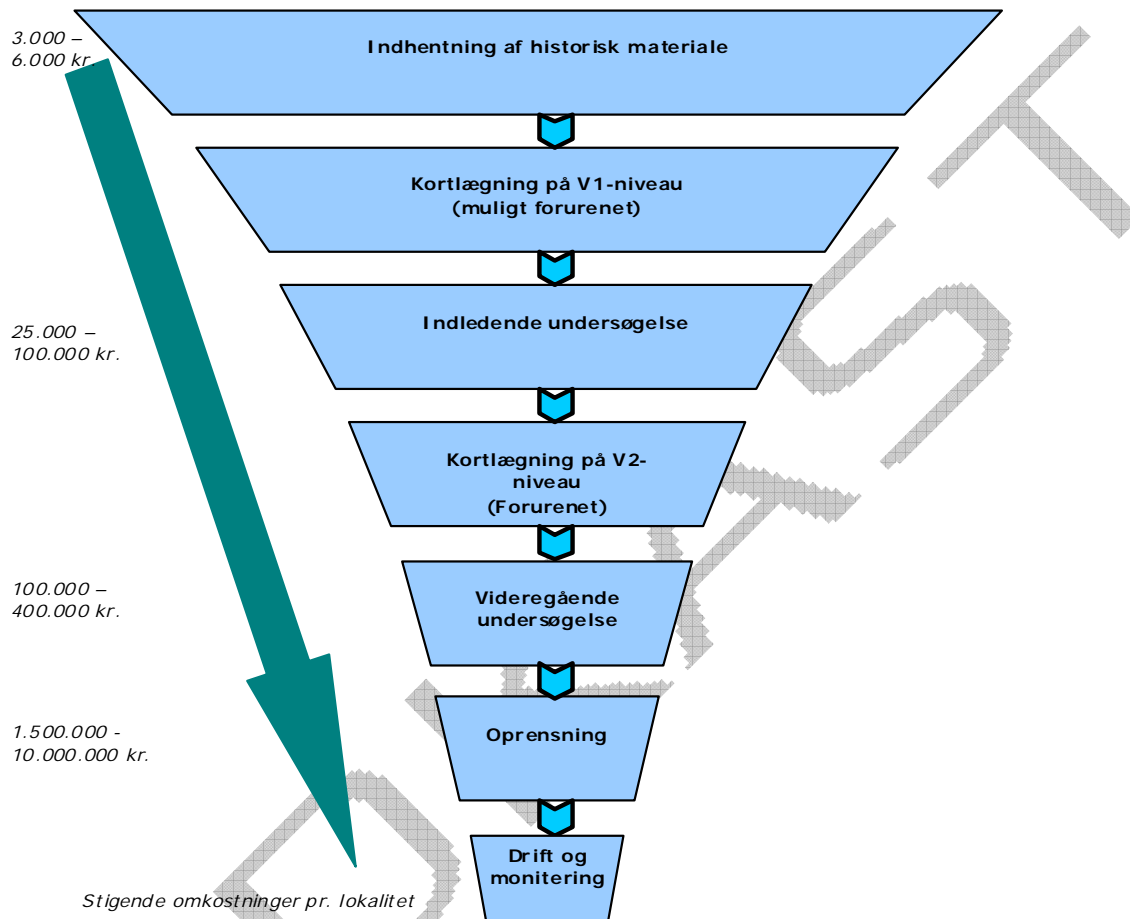 3.000 –
6.000 kr.
Indhentning af historisk materiale
Kortlægning på V1-niveau
(muligt forurenet)
25.000 –
100.000 kr.
Indledende undersøgelse
Kortlægning på V2-
niveau
(Forurenet)
100.000 –
400.000 kr.
Videregående
undersøgelse
1.500.000 -
10.000.000 kr.
Oprensning
Drift og
monitering
Stigende omkostninger pr. lokalitet
UDKAST